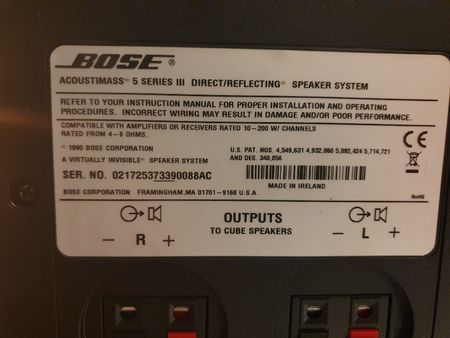 BOSE®
ACOUSTIMASS® 5 SERIES III DIRECT/REFLECTING® SPEAKER SYSTEM
REFER TO YOUR INSTRUCTION MANUAL FOR PROPER INSTALLATION AND OPERATING
PROCEDURES. INCORRECT WIRING MAY RESULT IN DAMAGE AND/OR POOR PERFORMANCE.
COMPATIBLE WITH AMPLIFIERS OR RECEIVERS RATED 10-200 W/ CHANNELS
RATED FROM 4-8 OHMS.
CE
© 1990 BOSE CORPORATION
U.S. PAT. NOS. 4,549,631 4,932,060 5,092,424 5,714,721
A VIRTUALLY INVISIBLE® SPEAKER SYSTEM
AND DES. 340,056
SER. NO. 021725373390088AC
MADE IN IRELAND
BOSE CORPORATION FRAMINGHAM, MA 01701-9168 U.S.A.
RoHS
OUTPUTS
TO CUBE SPEAKERS
− R +
− L +